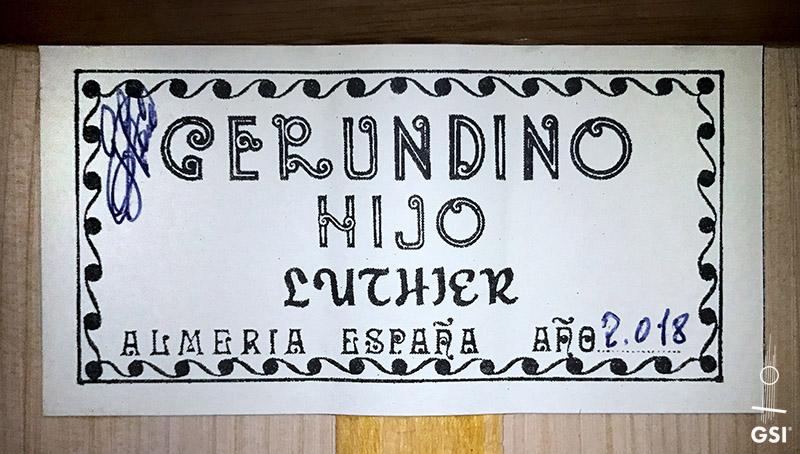 GERUNDINO
HIJO
LUTHIER
ALMERIA ESPAÑA AÑO 2.018
GSI